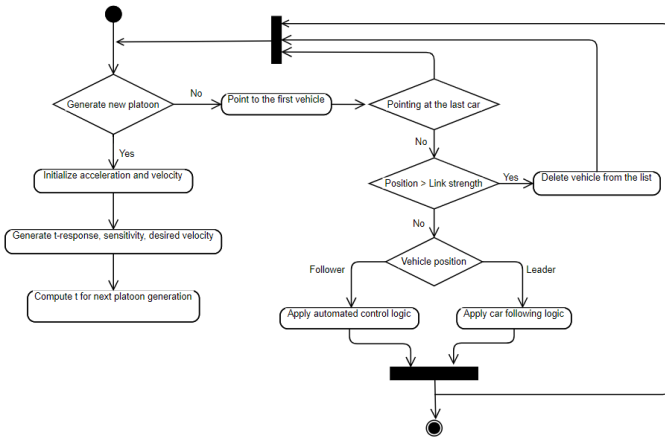 Generate new platoon
No
Point to the first vehicle
Pointing at the last car
Yes
No
Initialize acceleration and velocity
Position > Link strength
Yes
Delete vehicle from the list
Generate t-response, sensitivity, desired velocity
No
Vehicle position
Follower
Leader
Compute t for next platoon generation
Apply automated control logic
Apply car following logic